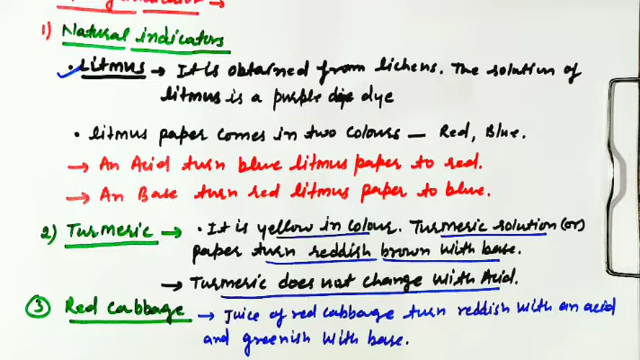 1) Natural indicators
• Litmus → It is obtained from lichens. The solution of
litmus is a purple dye
• Litmus paper comes in two colours — Red, Blue.
→ An Acid turn blue litmus paper to red.
→ An Base turn red litmus paper to blue.
2) Turmeric → • It is yellow in colour. Turmeric solution (or)
paper turn reddish brown with base.
→ Turmeric does not change with Acid.
③ Red cabbage → Juice of red cabbage turn reddish with an acid
and greenish with base.